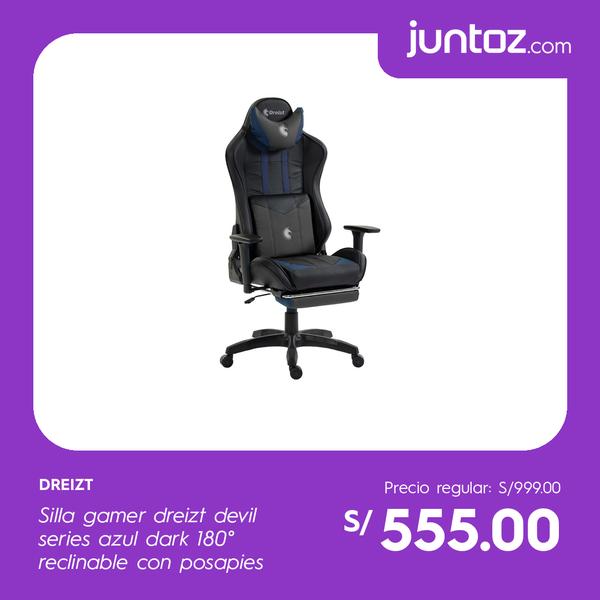 juntoz.com
Dreizt
DREIZT
Silla gamer dreizt devil
series azul dark 180°
reclinable con posapies
Precio regular: S/999.00
S/ 555.00